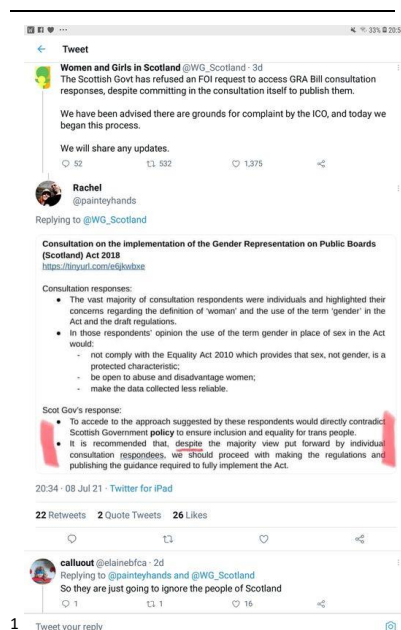 33% 20:5
Tweet
Women and Girls in Scotland @WG_Scotland · 3d
The Scottish Govt has refused an FOI request to access GRA Bill consultation
responses, despite committing in the consultation itself to publish them.
We have been advised there are grounds for complaint by the ICO, and today we
began this process.
We will share any updates.
52 532 1,375
Rachel
@painteyhands
Replying to @WG_Scotland
Consultation on the implementation of the Gender Representation on Public Boards
(Scotland) Act 2018
https://tinyurl.com/e6jkwbxe
Consultation responses:
• The vast majority of consultation respondents were individuals and highlighted their
concerns regarding the definition of 'woman' and the use of the term 'gender' in the
Act and the draft regulations.
• In those respondents' opinion the use of the term gender in place of sex in the Act
would:
- not comply with the Equality Act 2010 which provides that sex, not gender, is a
protected characteristic;
- be open to abuse and disadvantage women;
- make the data collected less reliable.
Scot Gov's response:
• To accede to the approach suggested by these respondents would directly contradict
Scottish Government policy to ensure inclusion and equality for trans people.
• It is recommended that, despite the majority view put forward by individual
consultation respondees, we should proceed with making the regulations and
publishing the guidance required to fully implement the Act.
20:34 · 08 Jul 21 · Twitter for iPad
22 Retweets 2 Quote Tweets 26 Likes
calluout @elainebfca · 2d
Replying to @painteyhands and @WG_Scotland
So they are just going to ignore the people of Scotland
1 1 16
1 Tweet your reply